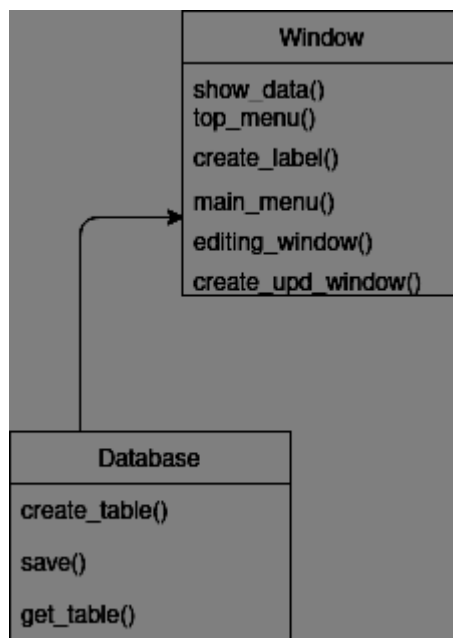 Window
show_data()
top_menu()
create_label()
main_menu()
editing_window()
create_upd_window()
Database
create_table()
save()
get_table()